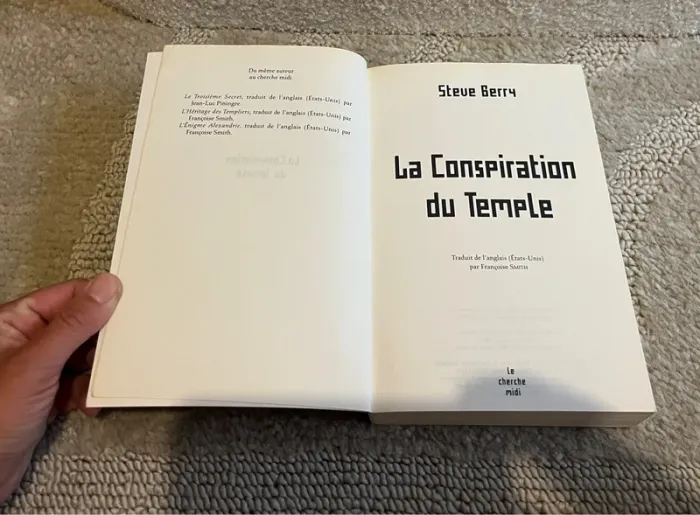 Du même auteur
au cherche midi
Le Troisième Secret, traduit de l'anglais (États-Unis) par
Jean-Luc Piningre.
L'Héritage des Templiers, traduit de l'anglais (États-Unis) par
Françoise Smith.
L'Énigme Alexandrie, traduit de l'anglais (États-Unis) par
Françoise Smith.
Steve Berry
La Conspiration
du Temple
Traduit de l'anglais (États-Unis)
par Françoise Smith
le
cherche
midi